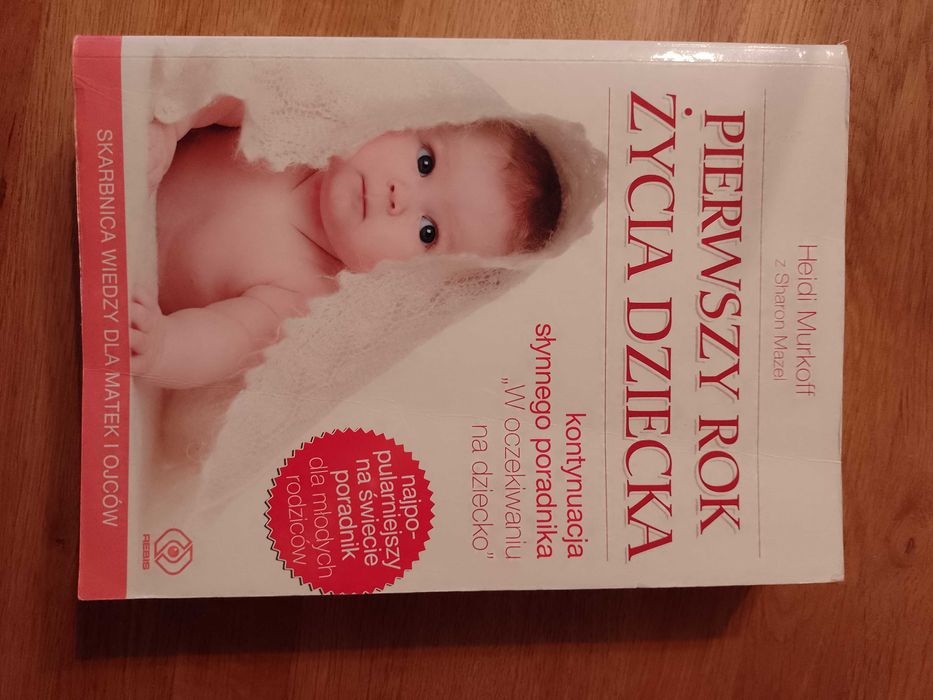 Heidi Murkoff
z Sharon Mazel
PIERWSZY ROK
ŻYCIA DZIECKA
kontynuacja
słynnego poradnika
„W oczekiwaniu
na dziecko”
najpo-
pularniejszy
na świecie
poradnik
dla młodych
rodziców
SKARBNICA WIEDZY DLA MATEK I OJCÓW
REBIS